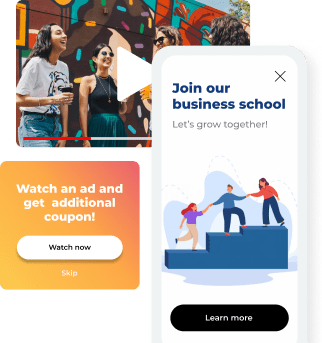 Join our
business school
Let's grow together!
Learn more
Watch an ad and
get additional
coupon!
Watch now
Skip